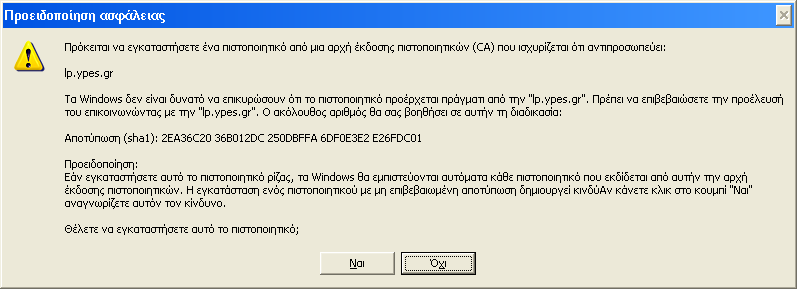 Προειδοποίηση ασφάλειας
Πρόκειται να εγκαταστήσετε ένα πιστοποιητικό από μια αρχή έκδοσης πιστοποιητικών (CA) που ισχυρίζεται ότι αντιπροσωπεύει:
lp.ypes.gr
Τα Windows δεν είναι δυνατό να επικυρώσουν ότι το πιστοποιητικό προέρχεται πράγματι από την "lp.ypes.gr". Πρέπει να επιβεβαιώσετε την προέλευσή
του επικοινωνώντας με την "lp.ypes.gr". Ο ακόλουθος αριθμός θα σας βοηθήσει σε αυτήν τη διαδικασία:
Αποτύπωση (sha1): 2EA36C20 36B012DC 250DBFFA 6DF0E3E2 E26FDC01
Προειδοποίηση:
Εάν εγκαταστήσετε αυτό το πιστοποιητικό ρίζας, τα Windows θα εμπιστεύονται αυτόματα κάθε πιστοποιητικό που εκδίδεται από αυτήν την αρχή
έκδοσης πιστοποιητικών. Η εγκατάσταση ενός πιστοποιητικού με μη επιβεβαιωμένη αποτύπωση δημιουργεί κινδύΑν κάνετε κλικ στο κουμπί "Ναι"
αναγνωρίζετε αυτόν τον κίνδυνο.
Θέλετε να εγκαταστήσετε αυτό το πιστοποιητικό;
Ναι Όχι